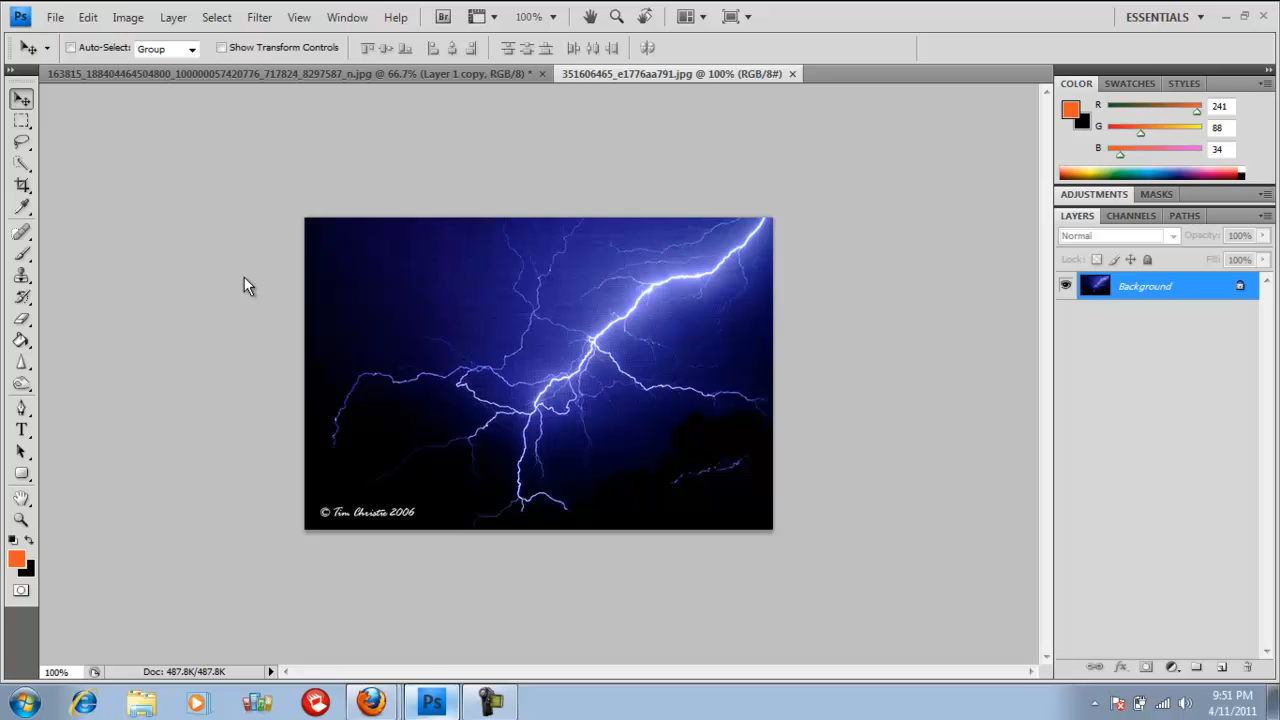 Ps File Edit Image Layer Select Filter View Window Help Br 100% ESSENTIALS
Auto-Select: Group Show Transform Controls
163815_188404464504800_100000057420776_717824_8297587_n.jpg @ 66.7% (Layer 1 copy, RGB/8) * 351606465_e1776aa791.jpg @ 100% (RGB/8#)
COLOR SWATCHES STYLES
R 241
G 88
B 34
ADJUSTMENTS MASKS
LAYERS CHANNELS PATHS
Normal Opacity: 100%
Lock: Fill: 100%
Background
T
© Tim Christie 2006
100% Doc: 487.8K/487.8K
Ps
9:51 PM
4/11/2011